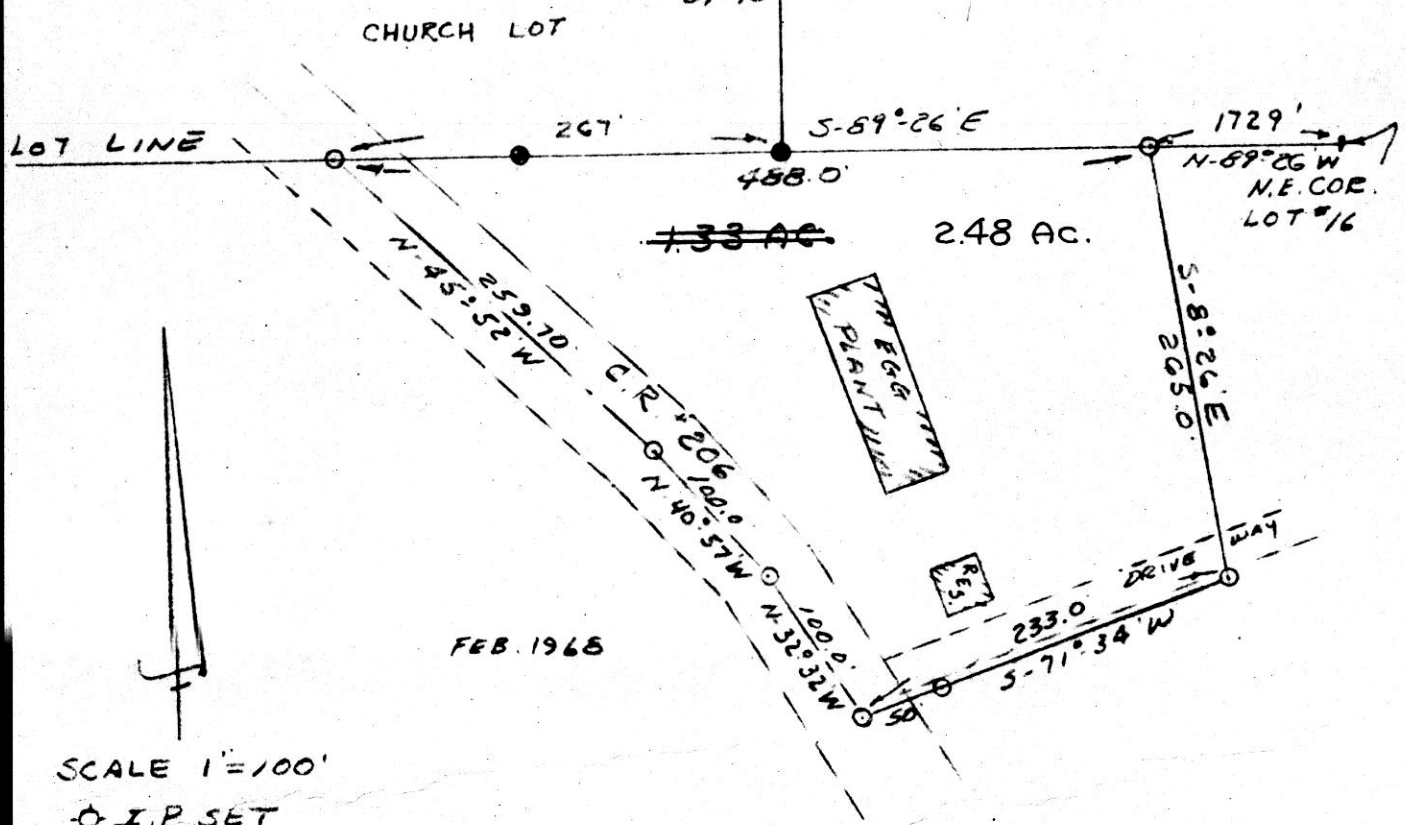 CHURCH LOT
LOT LINE
267'
S-89°-26'E
1729'
488.0'
N-89°-26'W
N.E. COR.
LOT #16
1.33 AC.
2.48 AC.
259.70
N-45°-52'W
EGG
PLANT
S-8°-26'E
265.0
C.R. #206
100.0
N-40°-57'W
RES.
DRIVE WAY
100.0
N-32°-32'W
233.0
S-71°-34'W
50
FEB. 1968
SCALE 1"=100'
I.P. SET